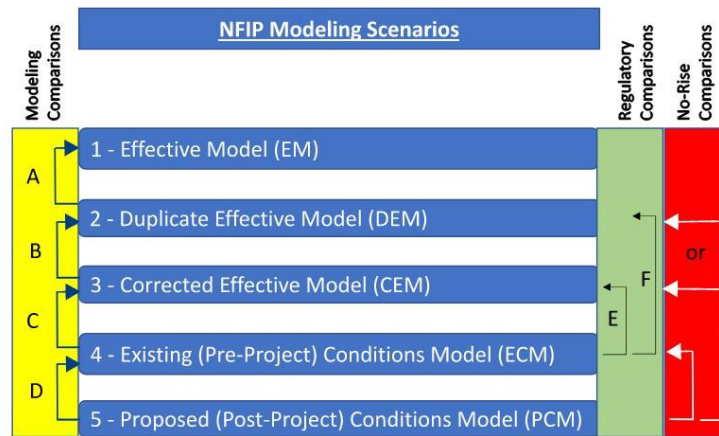 NFIP Modeling Scenarios
Modeling
Comparisons
Regulatory
Comparisons
No-Rise
Comparisons
1 - Effective Model (EM)
A
2 - Duplicate Effective Model (DEM)
B
or
F
3 - Corrected Effective Model (CEM)
C
E
4 - Existing (Pre-Project) Conditions Model (ECM)
D
5 - Proposed (Post-Project) Conditions Model (PCM)